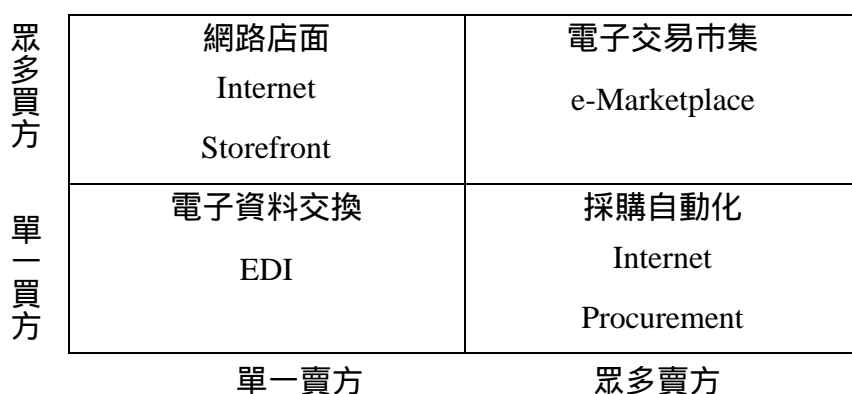 眾多買方
網路店面
Internet
Storefront
電子交易市集
e-Marketplace
單一買方
電子資料交換
EDI
採購自動化
Internet
Procurement
單一賣方
眾多賣方